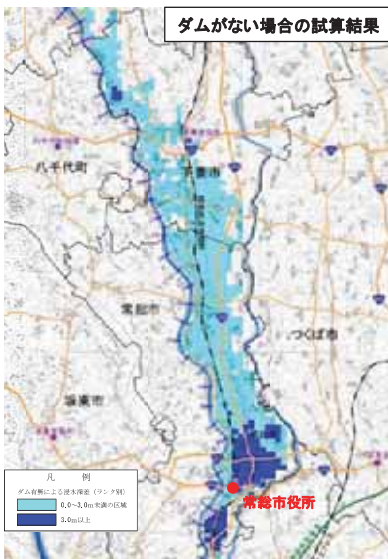 ダムがない場合の試算結果
八千代町
下妻市
常総市
つくば市
坂東市
常総市役所
凡 例
ダム有無による浸水深差（ランク別）
0.0～3.0m未満の区域
3.0m以上